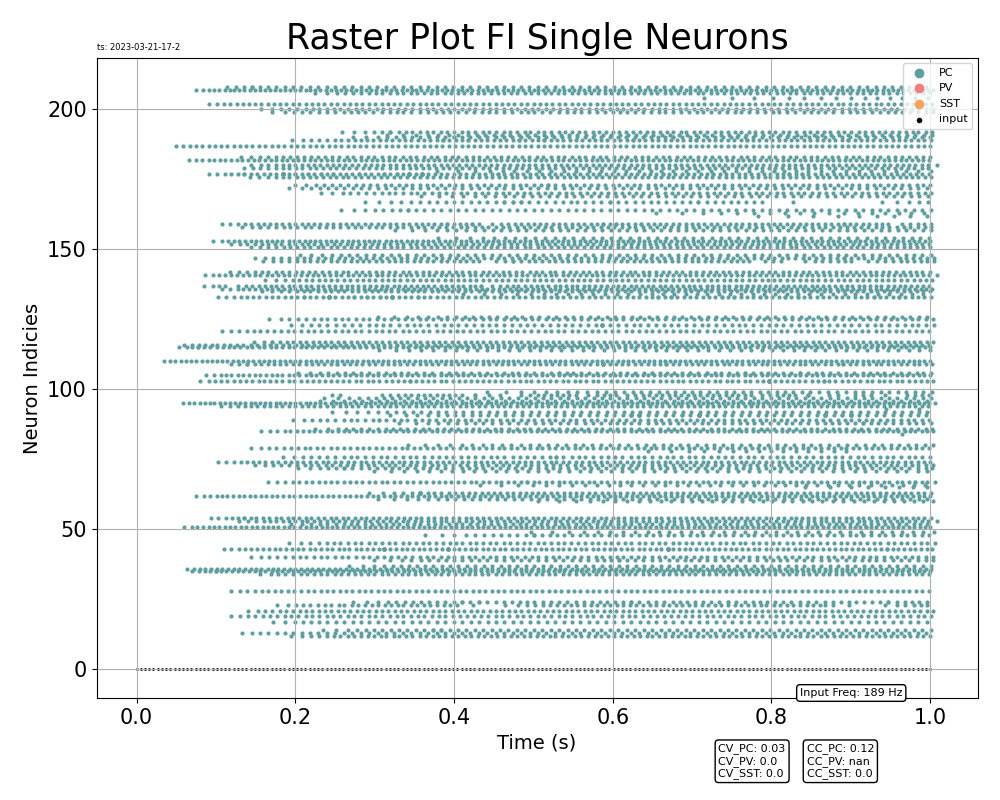 Raster Plot FI Single Neurons
ts: 2023-03-21-17-2
PC
PV
SST
input
200
150
100
50
0
Neuron Indicies
0.0 0.2 0.4 0.6 0.8 1.0
Time (s)
Input Freq: 189 Hz
CV_PC: 0.03
CV_PV: 0.0
CV_SST: 0.0
CC_PC: 0.12
CC_PV: nan
CC_SST: 0.0